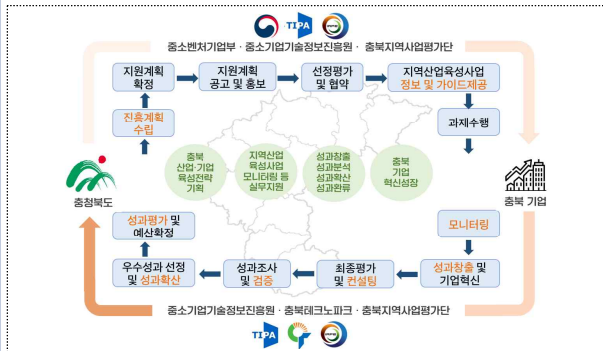 TIPA
중소벤처기업부 · 중소기업기술정보진흥원 · 충북지역사업평가단
지원계획
확정
지원계획
공고 및 홍보
선정평가
및 협약
지역산업육성사업
정보 및 가이드제공
진흥계획
수립
과제수행
충북
산업·기업
육성전략
기획
지역산업
육성사업
모니터링 등
실무지원
성과창출
성과분석
성과확산
성과완류
충북
기업
혁신성장
충청북도
충북 기업
성과평가 및
예산확정
모니터링
우수성과 선정
및 성과확산
성과조사
및 검증
최종평가
및 컨설팅
성과창출 및
기업혁신
중소기업기술정보진흥원 · 충북테크노파크 · 충북지역사업평가단
TIPA